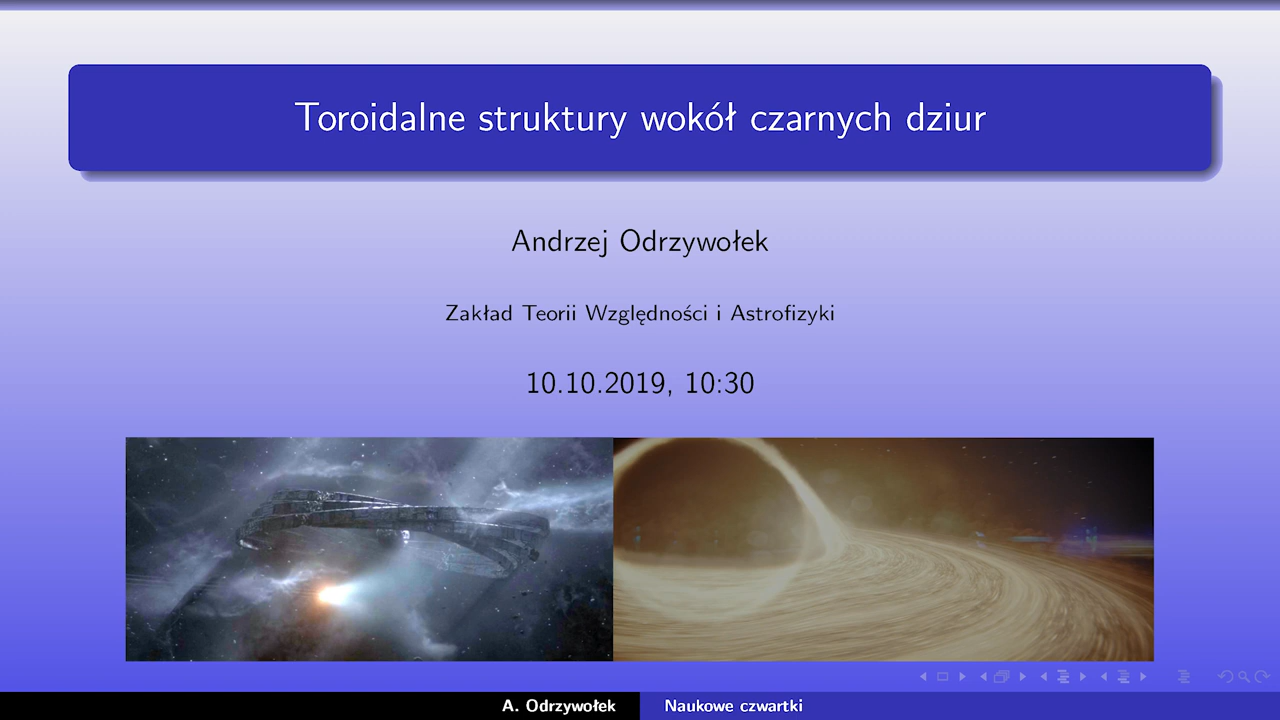 Toroidalne struktury wokół czarnych dziur
Andrzej Odrzywołek
Zakład Teorii Względności i Astrofizyki
10.10.2019, 10:30
A. Odrzywołek
Naukowe czwartki